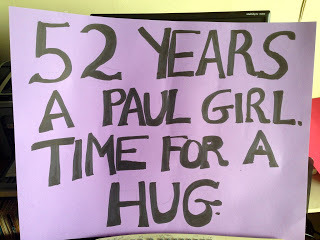 52 YEARS
A PAUL GIRL.
TIME FOR A
HUG.